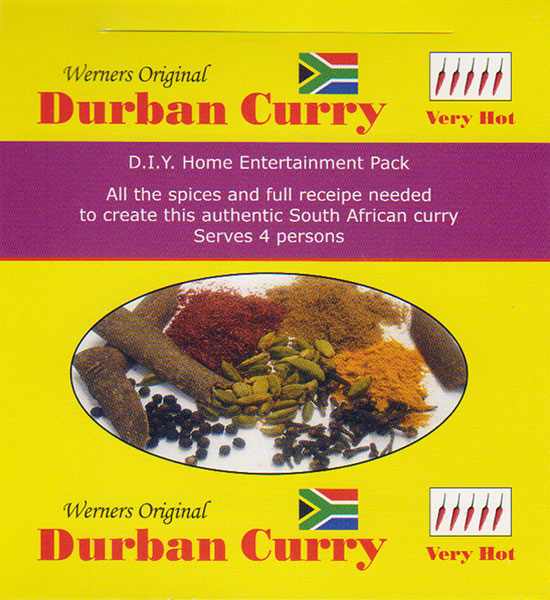 Werners Original
Durban Curry
Very Hot
D.I.Y. Home Entertainment Pack
All the spices and full receipe needed
to create this authentic South African curry
Serves 4 persons
Werners Original
Durban Curry
Very Hot